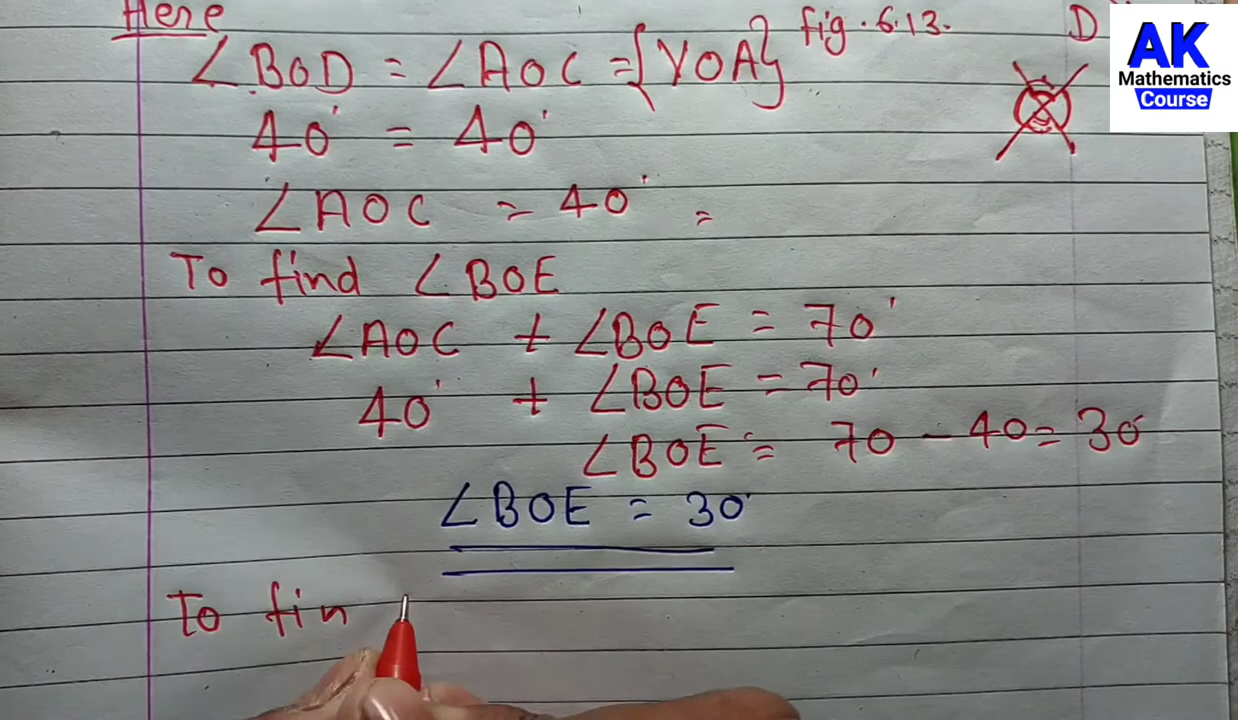 Here
∠BOD = ∠AOC = {YOA} fig. 6.13. D
40° = 40°
∠AOC = 40° =
To find ∠BOE
∠AOC + ∠BOE = 70°
40° + ∠BOE = 70°
∠BOE = 70 - 40 = 30°
∠BOE = 30°
To fin
AK
Mathematics
Course